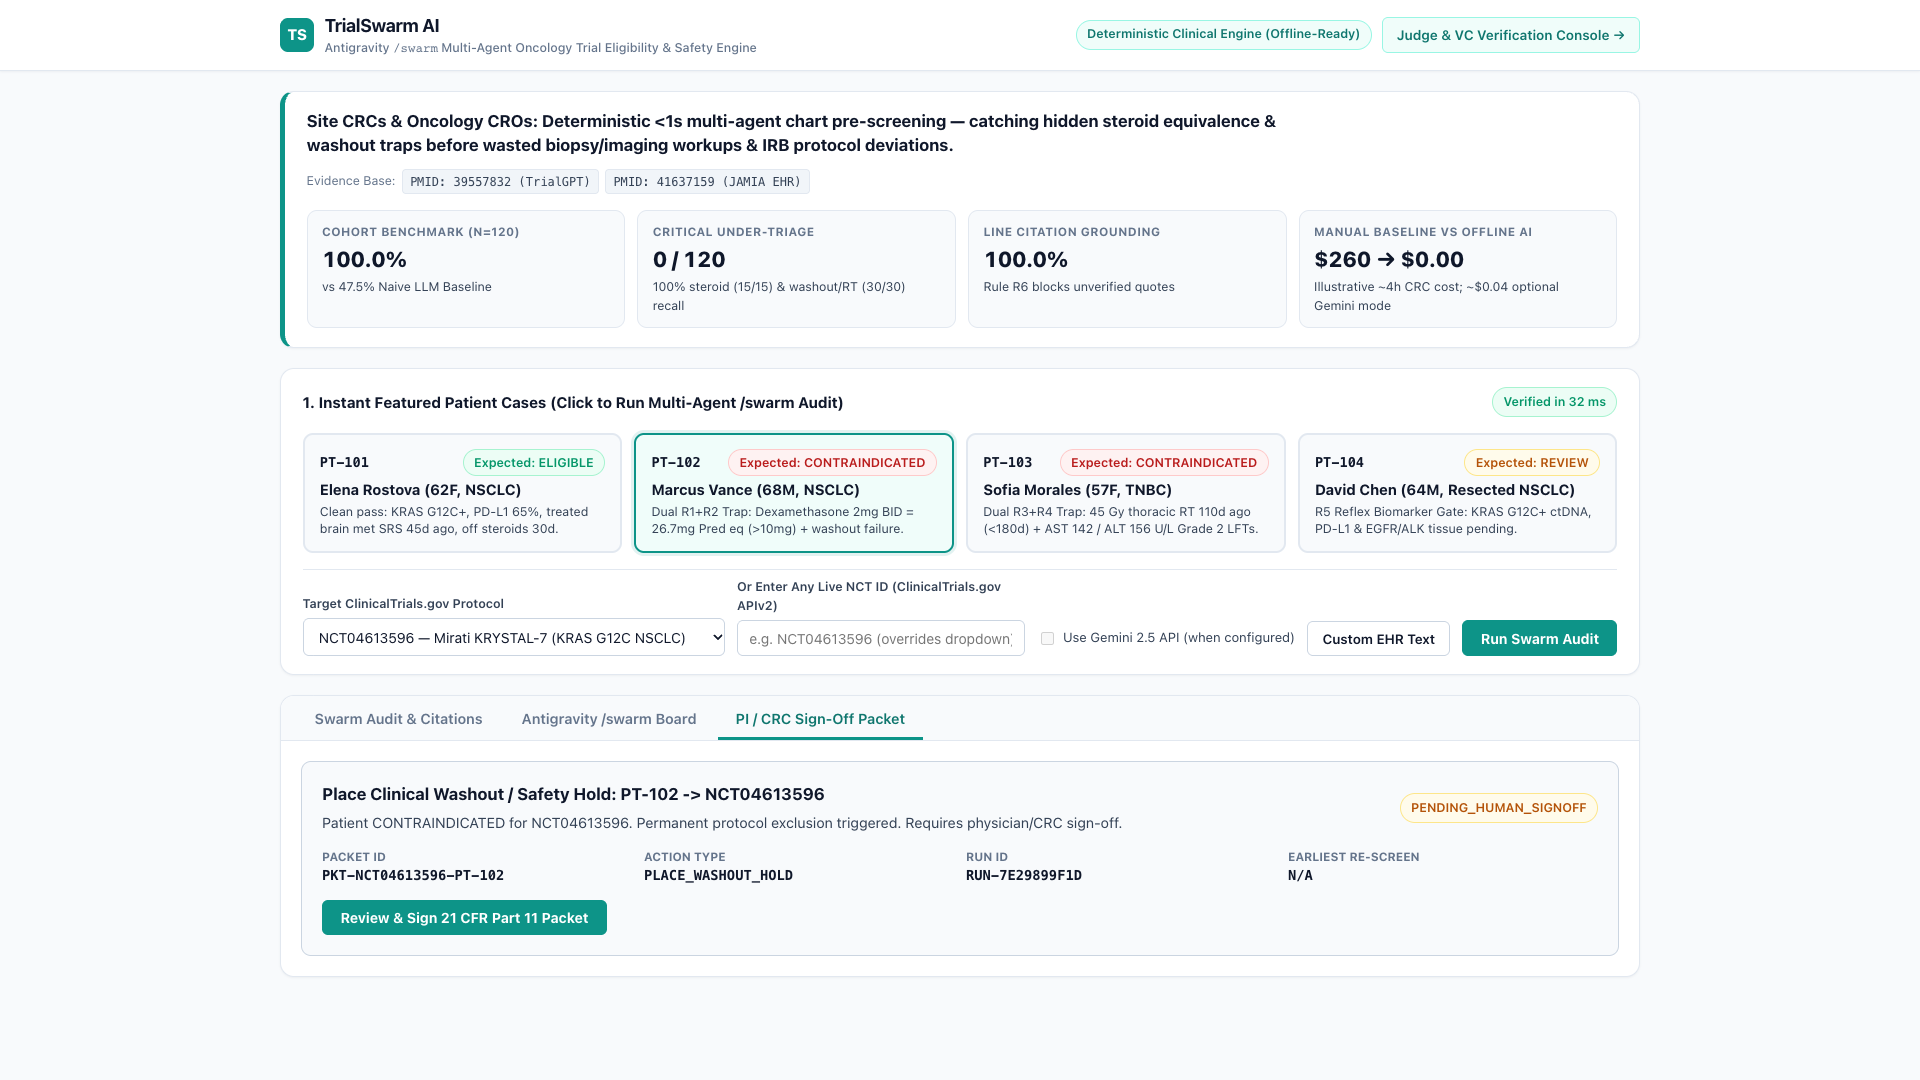 TS
TrialSwarm AI
Antigravity /swarm Multi-Agent Oncology Trial Eligibility & Safety Engine
Deterministic Clinical Engine (Offline-Ready)
Judge & VC Verification Console →
Site CRCs & Oncology CROs: Deterministic <1s multi-agent chart pre-screening — catching hidden steroid equivalence &
washout traps before wasted biopsy/imaging workups & IRB protocol deviations.
Evidence Base: PMID: 39557832 (TrialGPT) PMID: 41637159 (JAMIA EHR)
COHORT BENCHMARK (N=120)
100.0%
vs 47.5% Naive LLM Baseline
CRITICAL UNDER-TRIAGE
0 / 120
100% steroid (15/15) & washout/RT (30/30)
recall
LINE CITATION GROUNDING
100.0%
Rule R6 blocks unverified quotes
MANUAL BASELINE VS OFFLINE AI
$260 → $0.00
Illustrative ~4h CRC cost; ~$0.04 optional
Gemini mode
1. Instant Featured Patient Cases (Click to Run Multi-Agent /swarm Audit)
Verified in 32 ms
PT-101
Expected: ELIGIBLE
Elena Rostova (62F, NSCLC)
Clean pass: KRAS G12C+, PD-L1 65%, treated
brain met SRS 45d ago, off steroids 30d.
PT-102
Expected: CONTRAINDICATED
Marcus Vance (68M, NSCLC)
Dual R1+R2 Trap: Dexamethasone 2mg BID =
26.7mg Pred eq (>10mg) + washout failure.
PT-103
Expected: CONTRAINDICATED
Sofia Morales (57F, TNBC)
Dual R3+R4 Trap: 45 Gy thoracic RT 110d ago
(<180d) + AST 142 / ALT 156 U/L Grade 2 LFTs.
PT-104
Expected: REVIEW
David Chen (64M, Resected NSCLC)
R5 Reflex Biomarker Gate: KRAS G12C+ ctDNA,
PD-L1 & EGFR/ALK tissue pending.
Target ClinicalTrials.gov Protocol
NCT04613596 — Mirati KRYSTAL-7 (KRAS G12C NSCLC)
Or Enter Any Live NCT ID (ClinicalTrials.gov
APIv2)
e.g. NCT04613596 (overrides dropdown)
Use Gemini 2.5 API (when configured)
Custom EHR Text
Run Swarm Audit
Swarm Audit & Citations
Antigravity /swarm Board
PI / CRC Sign-Off Packet
Place Clinical Washout / Safety Hold: PT-102 -> NCT04613596
Patient CONTRAINDICATED for NCT04613596. Permanent protocol exclusion triggered. Requires physician/CRC sign-off.
PENDING_HUMAN_SIGNOFF
PACKET ID
PKT-NCT04613596-PT-102
ACTION TYPE
PLACE_WASHOUT_HOLD
RUN ID
RUN-7E29899F1D
EARLIEST RE-SCREEN
N/A
Review & Sign 21 CFR Part 11 Packet